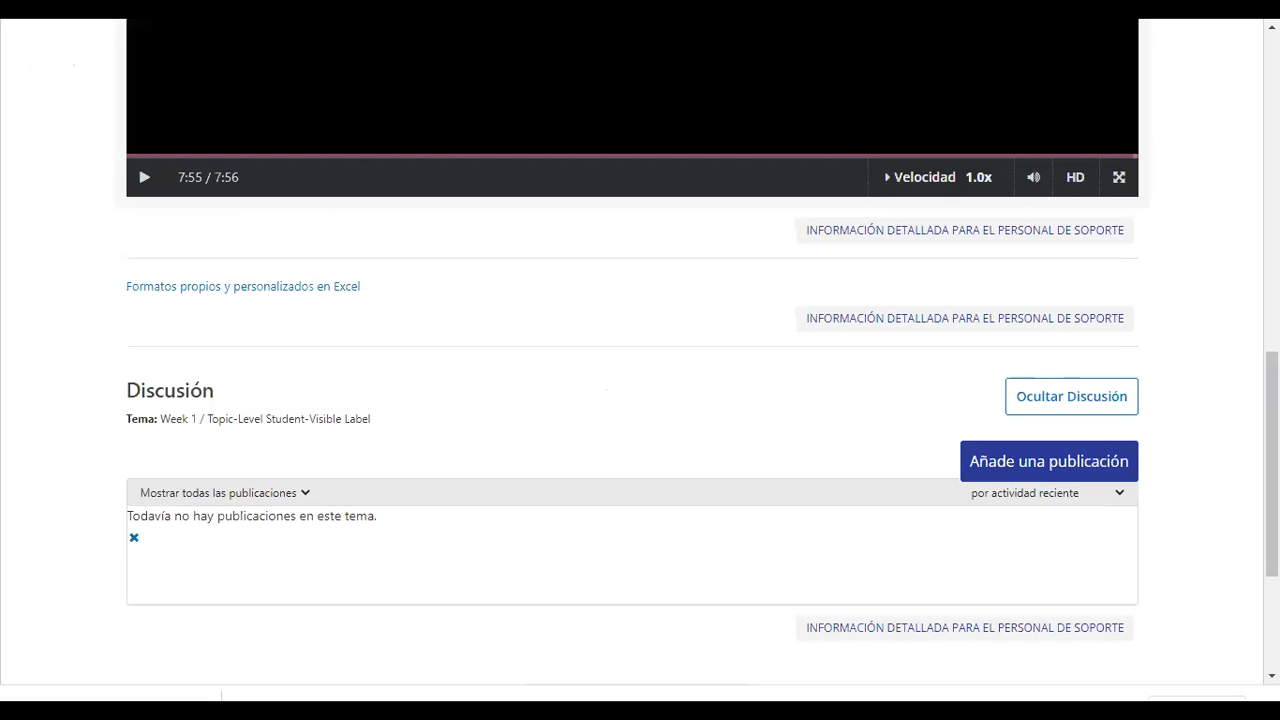 7:55 / 7:56
Velocidad 1.0x
HD
INFORMACIÓN DETALLADA PARA EL PERSONAL DE SOPORTE
Formatos propios y personalizados en Excel
INFORMACIÓN DETALLADA PARA EL PERSONAL DE SOPORTE
Discusión
Ocultar Discusión
Tema: Week 1 / Topic-Level Student-Visible Label
Añade una publicación
Mostrar todas las publicaciones
por actividad reciente
Todavía no hay publicaciones en este tema.
INFORMACIÓN DETALLADA PARA EL PERSONAL DE SOPORTE